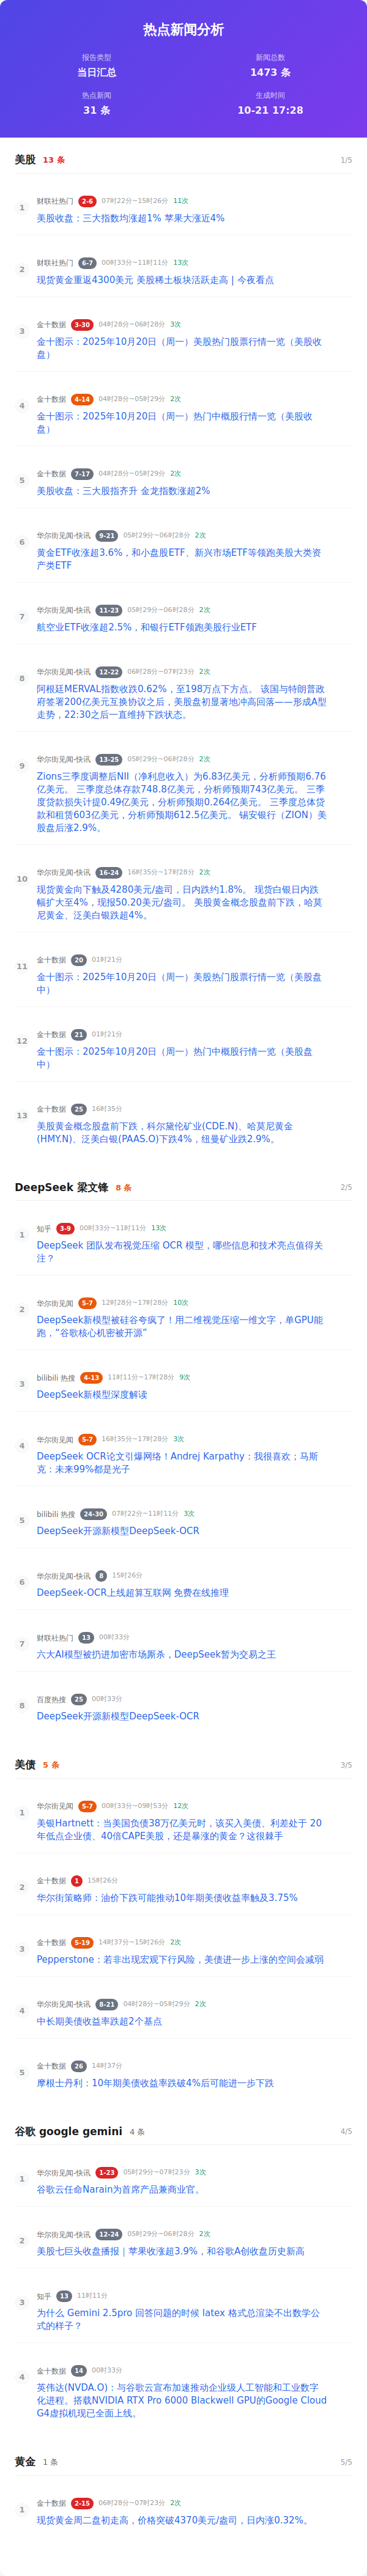 热点新闻分析
报告类型
当日汇总
新闻总数
1473 条
热点新闻
31 条
生成时间
10-21 17:28
美股 13 条 1/5
1
财联社热门 2-6 07时22分~15时26分 11次
美股收盘：三大指数均涨超1% 苹果大涨近4%
2
财联社热门 6-7 00时33分~11时11分 13次
现货黄金重返4300美元 美股稀土板块活跃走高 | 今夜看点
3
金十数据 3-30 04时28分~06时28分 3次
金十图示：2025年10月20日（周一）美股热门股票行情一览（美股收
盘）
4
金十数据 4-14 04时28分~05时29分 2次
金十图示：2025年10月20日（周一）热门中概股行情一览（美股收
盘）
5
金十数据 7-17 04时28分~05时29分 2次
美股收盘：三大股指齐升 金龙指数涨超2%
6
华尔街见闻-快讯 9-21 05时29分~06时28分 2次
黄金ETF收涨超3.6%，和小盘股ETF、新兴市场ETF等领跑美股大类资
产类ETF
7
华尔街见闻-快讯 11-23 05时29分~06时28分 2次
航空业ETF收涨超2.5%，和银行ETF领跑美股行业ETF
8
华尔街见闻-快讯 12-22 06时28分~07时23分 2次
阿根廷MERVAL指数收跌0.62%，至198万点下方点。 该国与特朗普政
府签署200亿美元互换协议之后，美股盘初显著地冲高回落——形成A型
走势，22:30之后一直维持下跌状态。
9
华尔街见闻-快讯 13-25 05时29分~06时28分 2次
Zions三季度调整后NII（净利息收入）为6.83亿美元，分析师预期6.76
亿美元。 三季度总体存款748.8亿美元，分析师预期743亿美元。 三季
度贷款损失计提0.49亿美元，分析师预期0.264亿美元。 三季度总体贷
款和租赁603亿美元，分析师预期612.5亿美元。 锡安银行（ZION）美
股盘后涨2.9%。
10
华尔街见闻-快讯 16-24 16时35分~17时28分 2次
现货黄金向下触及4280美元/盎司，日内跌约1.8%。 现货白银日内跌
幅扩大至4%，现报50.20美元/盎司。 美股黄金概念股盘前下跌，哈莫
尼黄金、泛美白银跌超4%。
11
金十数据 20 01时21分
金十图示：2025年10月20日（周一）美股热门股票行情一览（美股盘
中）
12
金十数据 21 01时21分
金十图示：2025年10月20日（周一）热门中概股行情一览（美股盘
中）
13
金十数据 25 16时35分
美股黄金概念股盘前下跌，科尔黛伦矿业(CDE.N)、哈莫尼黄金
(HMY.N)、泛美白银(PAAS.O)下跌4%，纽曼矿业跌2.9%。
DeepSeek 梁文锋 8 条 2/5
1
知乎 3-9 00时33分~11时11分 13次
DeepSeek 团队发布视觉压缩 OCR 模型，哪些信息和技术亮点值得关
注？
2
华尔街见闻 5-7 12时28分~17时28分 10次
DeepSeek新模型被硅谷夸疯了！用二维视觉压缩一维文字，单GPU能
跑，“谷歌核心机密被开源”
3
bilibili 热搜 4-13 11时11分~17时28分 9次
DeepSeek新模型深度解读
4
华尔街见闻 5-7 16时35分~17时28分 3次
DeepSeek OCR论文引爆网络！Andrej Karpathy：我很喜欢；马斯
克：未来99%都是光子
5
bilibili 热搜 24-30 07时22分~11时11分 3次
DeepSeek开源新模型DeepSeek-OCR
6
华尔街见闻-快讯 8 15时26分
DeepSeek-OCR上线超算互联网 免费在线推理
7
财联社热门 13 00时33分
六大AI模型被扔进加密市场厮杀，DeepSeek暂为交易之王
8
百度热搜 25 00时33分
DeepSeek开源新模型DeepSeek-OCR
美债 5 条 3/5
1
华尔街见闻 5-7 00时33分~09时53分 12次
美银Hartnett：当美国负债38万亿美元时，该买入美债、利差处于 20
年低点企业债、40倍CAPE美股，还是暴涨的黄金？这很棘手
2
金十数据 1 15时26分
华尔街策略师：油价下跌可能推动10年期美债收益率触及3.75%
3
金十数据 5-19 14时37分~15时26分 2次
Pepperstone：若非出现宏观下行风险，美债进一步上涨的空间会减弱
4
华尔街见闻-快讯 8-21 04时28分~05时29分 2次
中长期美债收益率跌超2个基点
5
金十数据 26 14时37分
摩根士丹利：10年期美债收益率跌破4%后可能进一步下跌
谷歌 google gemini 4 条 4/5
1
华尔街见闻-快讯 1-23 05时29分~07时23分 3次
谷歌云任命Narain为首席产品兼商业官。
2
华尔街见闻-快讯 12-24 05时29分~06时28分 2次
美股七巨头收盘播报｜苹果收涨超3.9%，和谷歌A创收盘历史新高
3
知乎 13 11时11分
为什么 Gemini 2.5pro 回答问题的时候 latex 格式总渲染不出数学公
式的样子？
4
金十数据 14 00时33分
英伟达(NVDA.O)：与谷歌云宣布加速推动企业级人工智能和工业数字
化进程。搭载NVIDIA RTX Pro 6000 Blackwell GPU的Google Cloud
G4虚拟机现已全面上线。
黄金 1 条 5/5
1
金十数据 2-15 06时28分~07时23分 2次
现货黄金周二盘初走高，价格突破4370美元/盎司，日内涨0.32%。